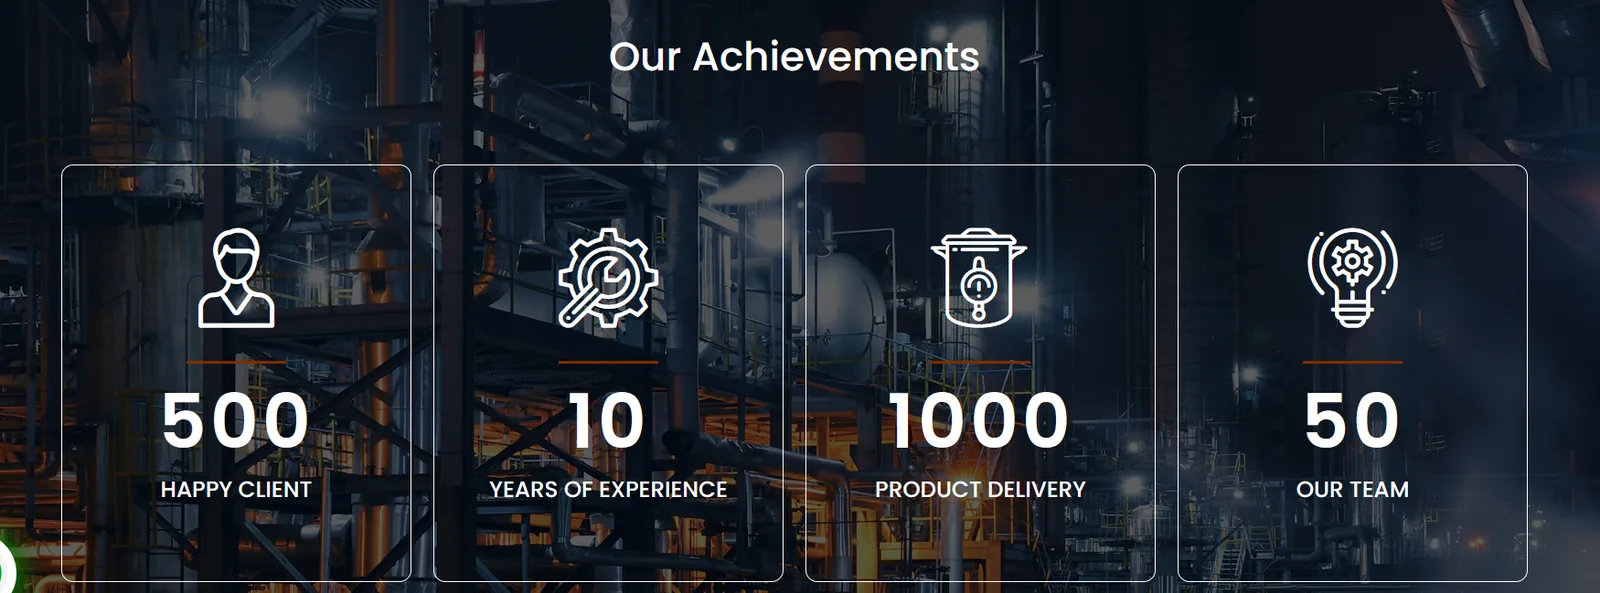 Our Achievements
500
HAPPY CLIENT
10
YEARS OF EXPERIENCE
1000
PRODUCT DELIVERY
50
OUR TEAM